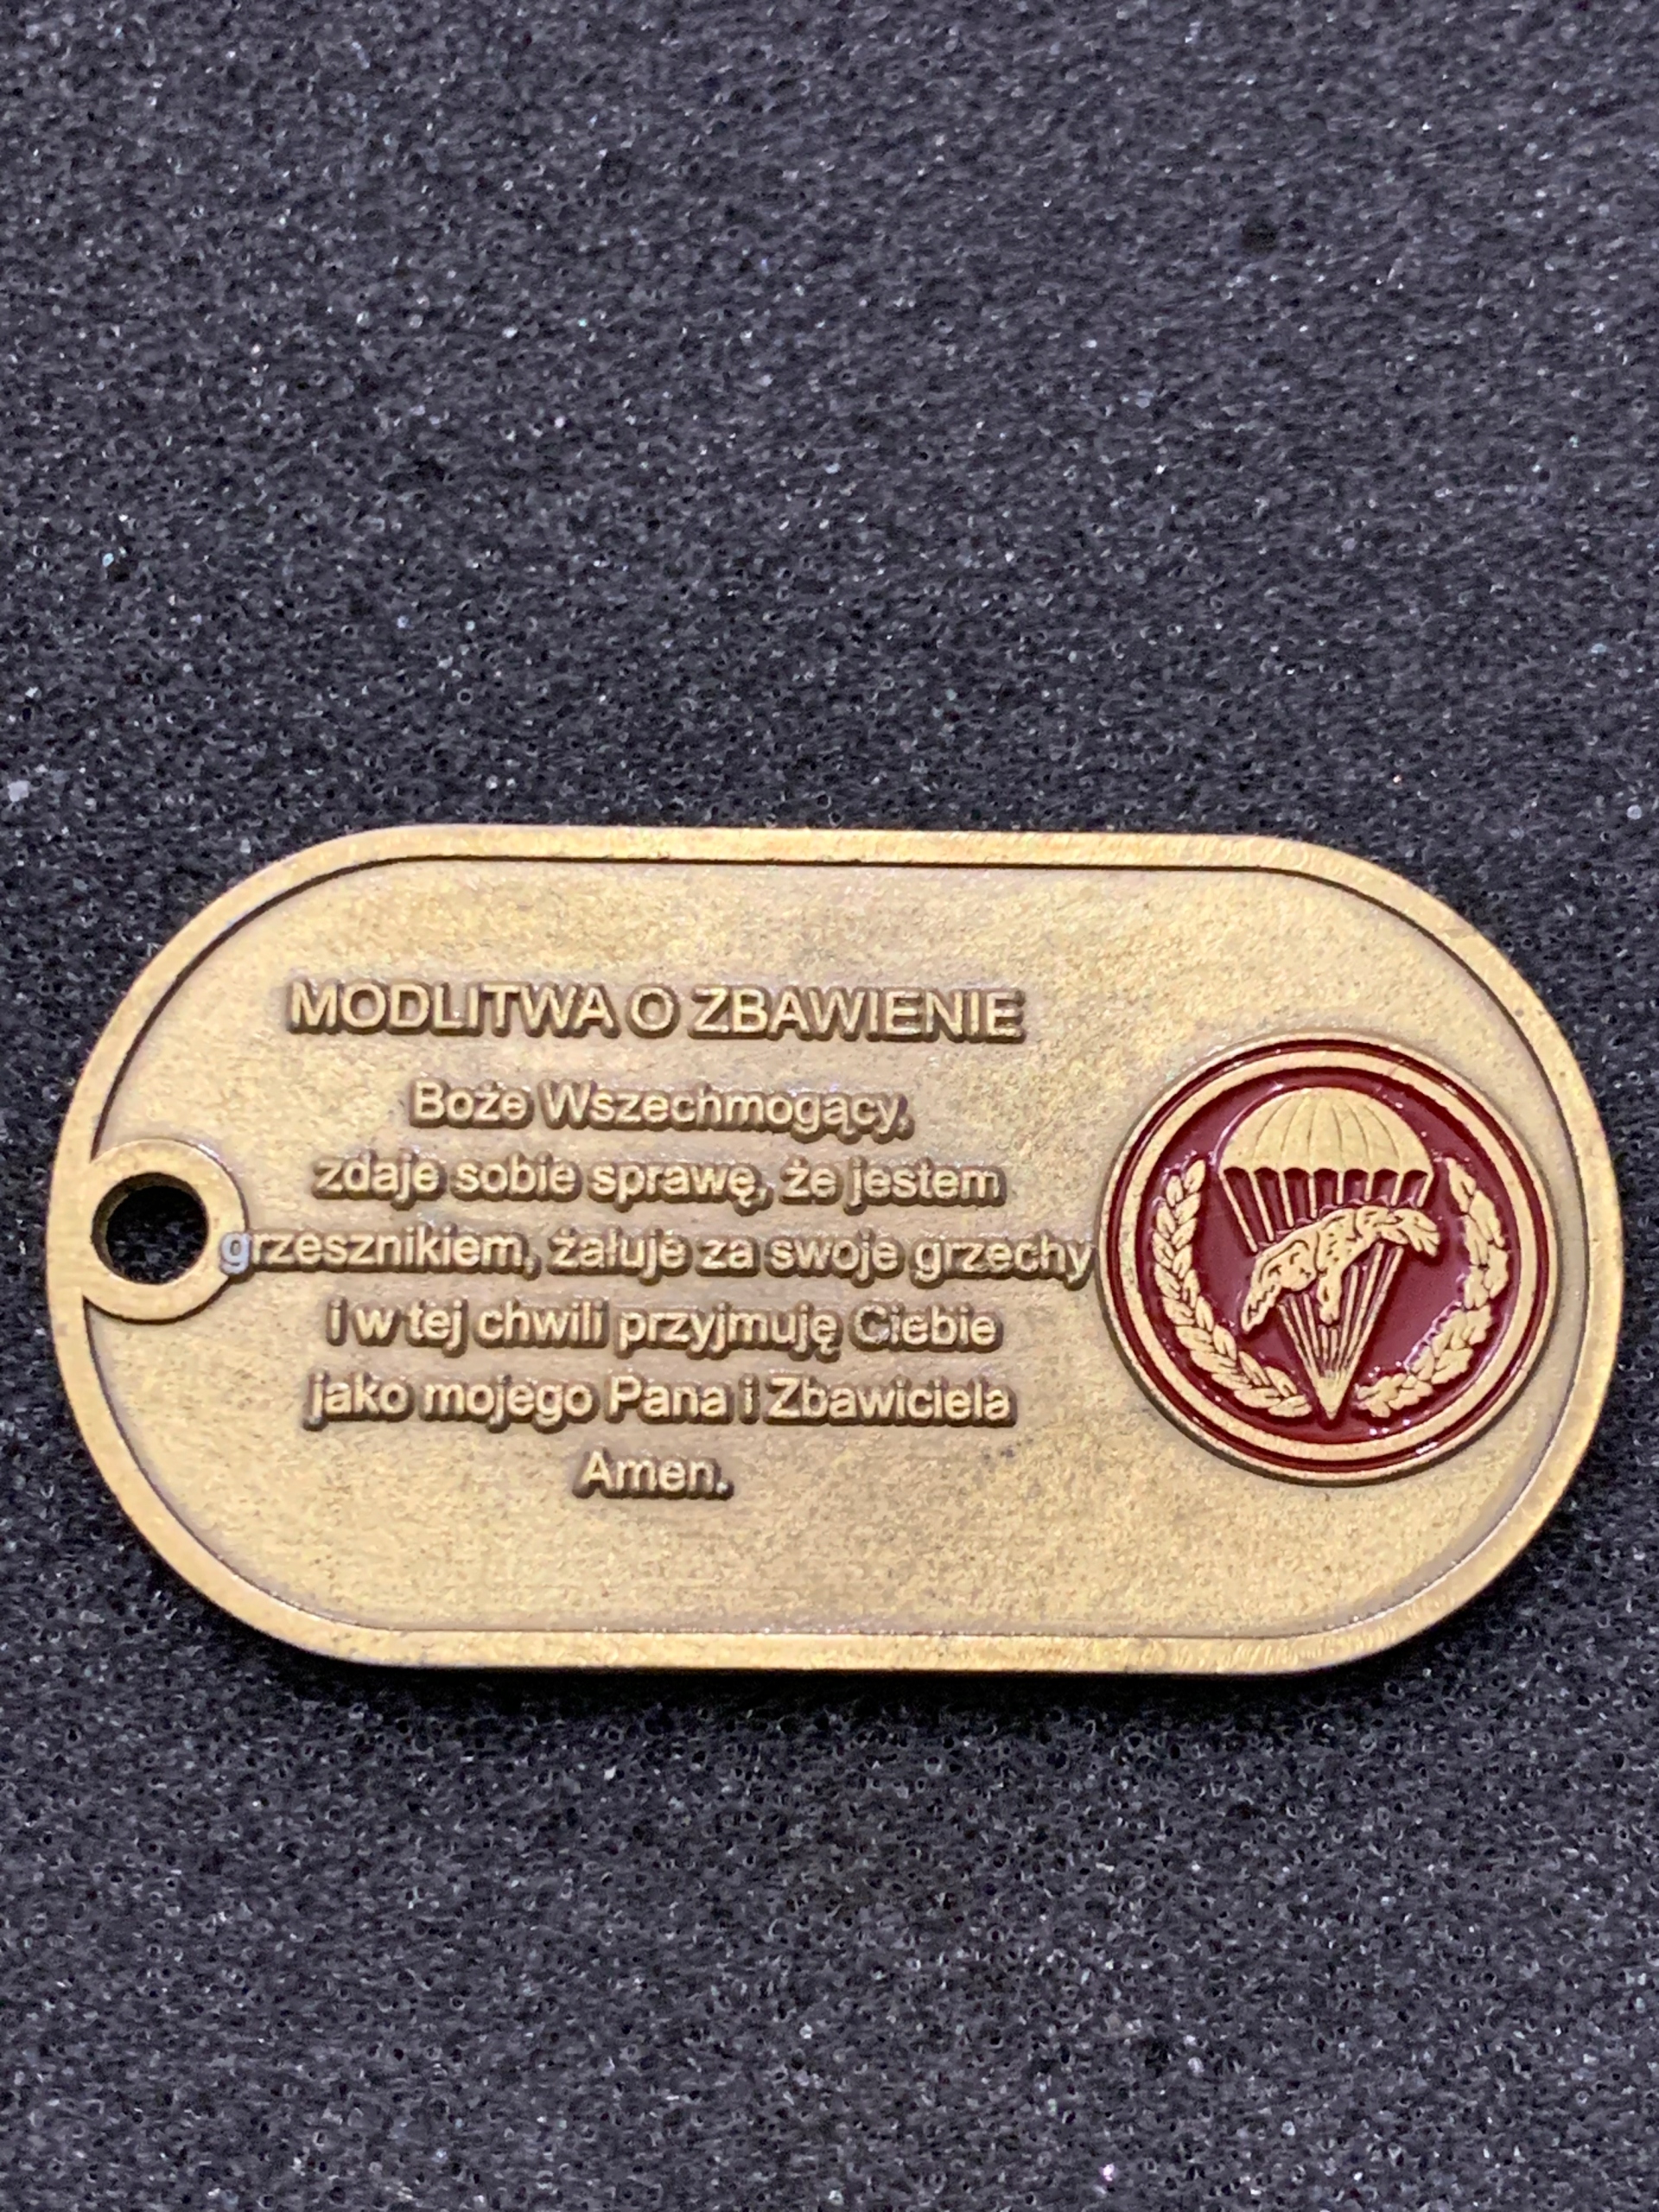 MODLITWA O ZBAWIENIE
Boże Wszechmogący,
zdaje sobie sprawę, że jestem
grzesznikiem, żałuje za swoje grzechy
i w tej chwili przyjmuję Ciebie
jako mojego Pana i Zbawiciela
Amen.